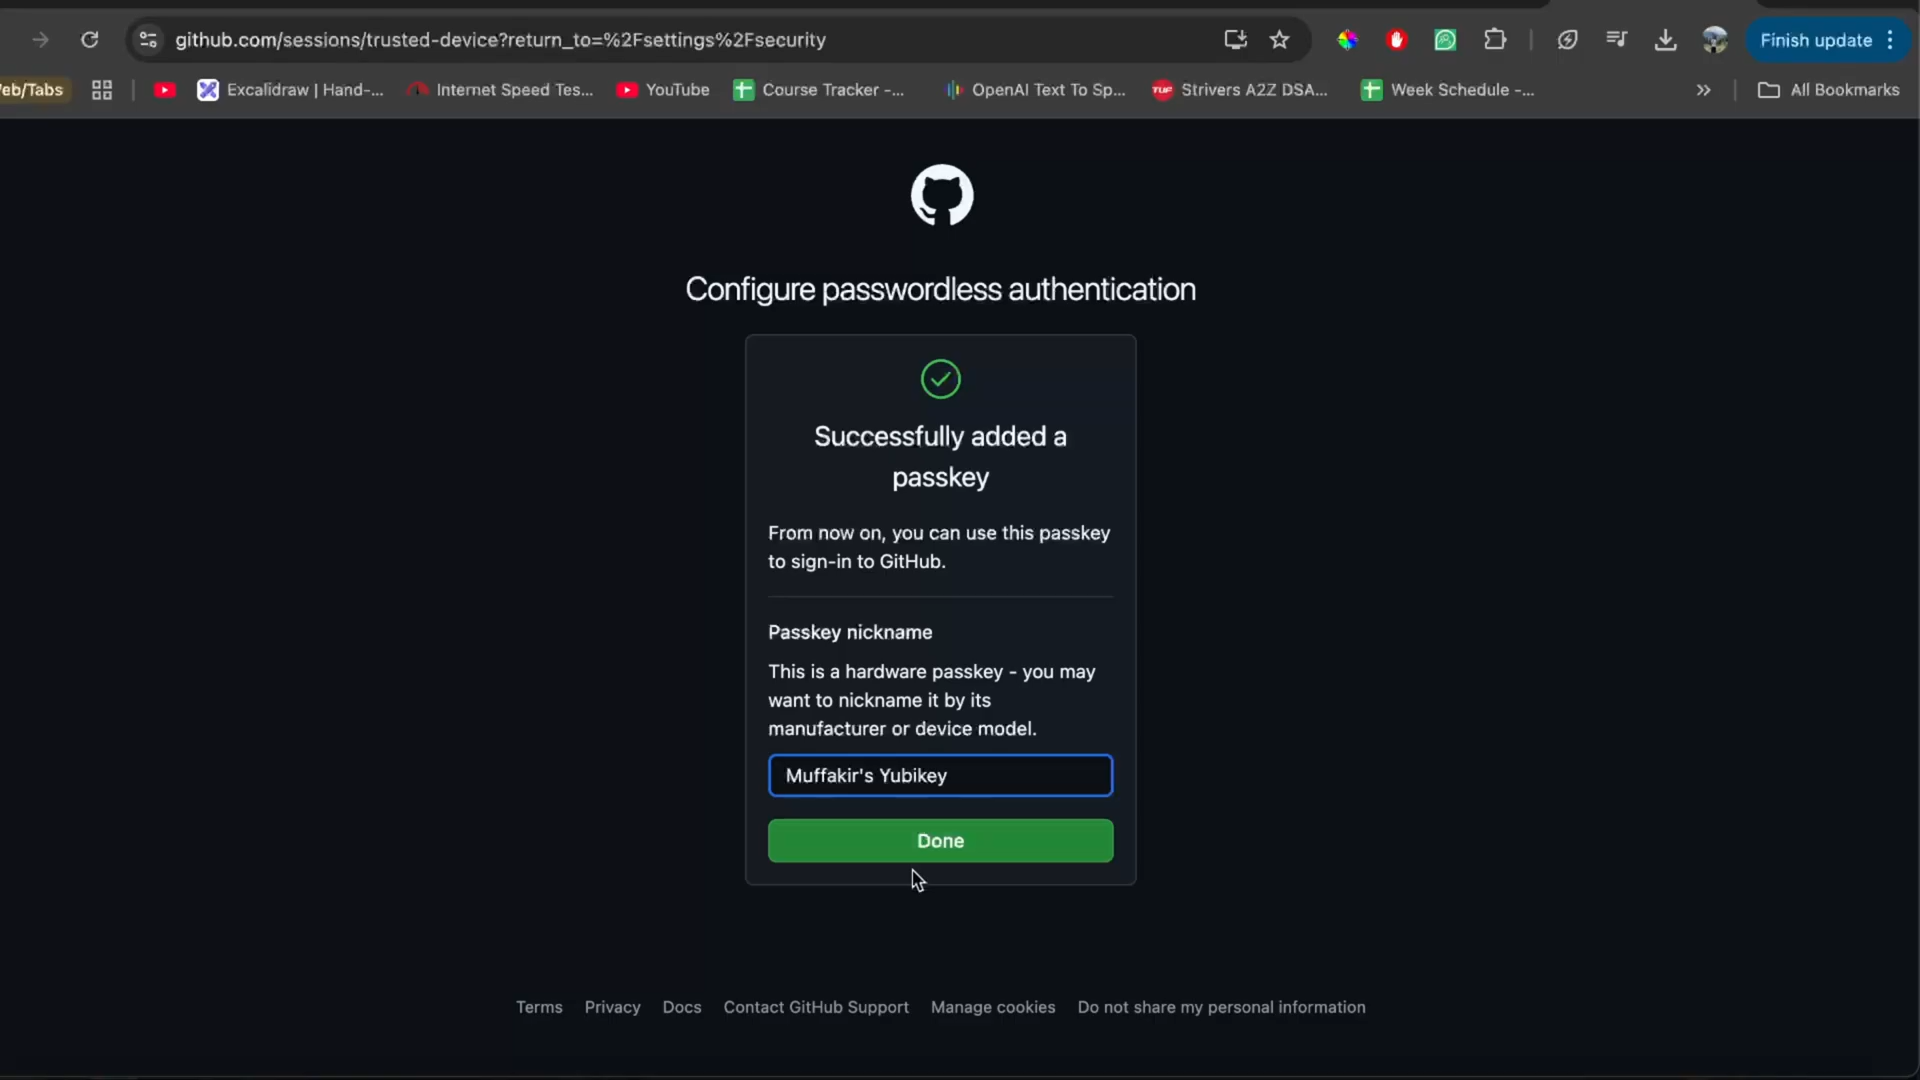 github.com/sessions/trusted-device?return_to=%2Fsettings%2Fsecurity
Finish update
eb/Tabs
Excalidraw | Hand-...
Internet Speed Tes...
YouTube
Course Tracker -...
OpenAI Text To Sp...
TUF
Strivers A2Z DSA...
Week Schedule -...
All Bookmarks
Configure passwordless authentication
Successfully added a
passkey
From now on, you can use this passkey
to sign-in to GitHub.
Passkey nickname
This is a hardware passkey - you may
want to nickname it by its
manufacturer or device model.
Muffakir's Yubikey
Done
Terms
Privacy
Docs
Contact GitHub Support
Manage cookies
Do not share my personal information